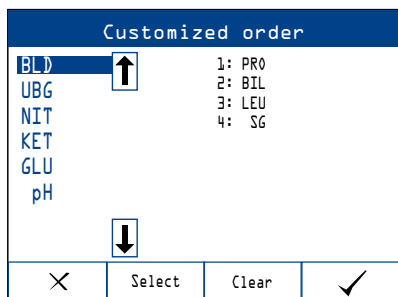 Customized order
BLD
UBG
NIT
KET
GLU
pH
1: PRO
2: BIL
3: LEU
4: SG
Select
Clear